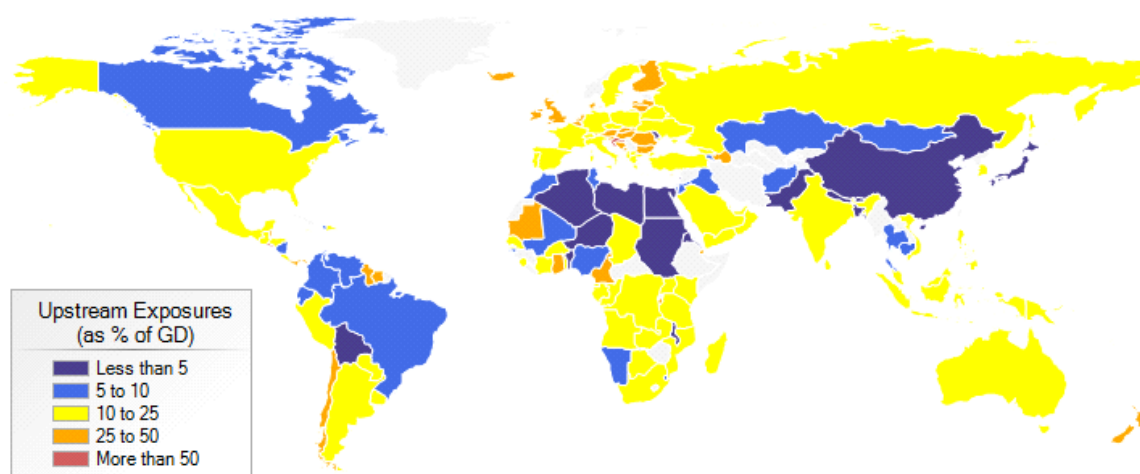 Upstream Exposures
(as % of GD)
Less than 5
5 to 10
10 to 25
25 to 50
More than 50